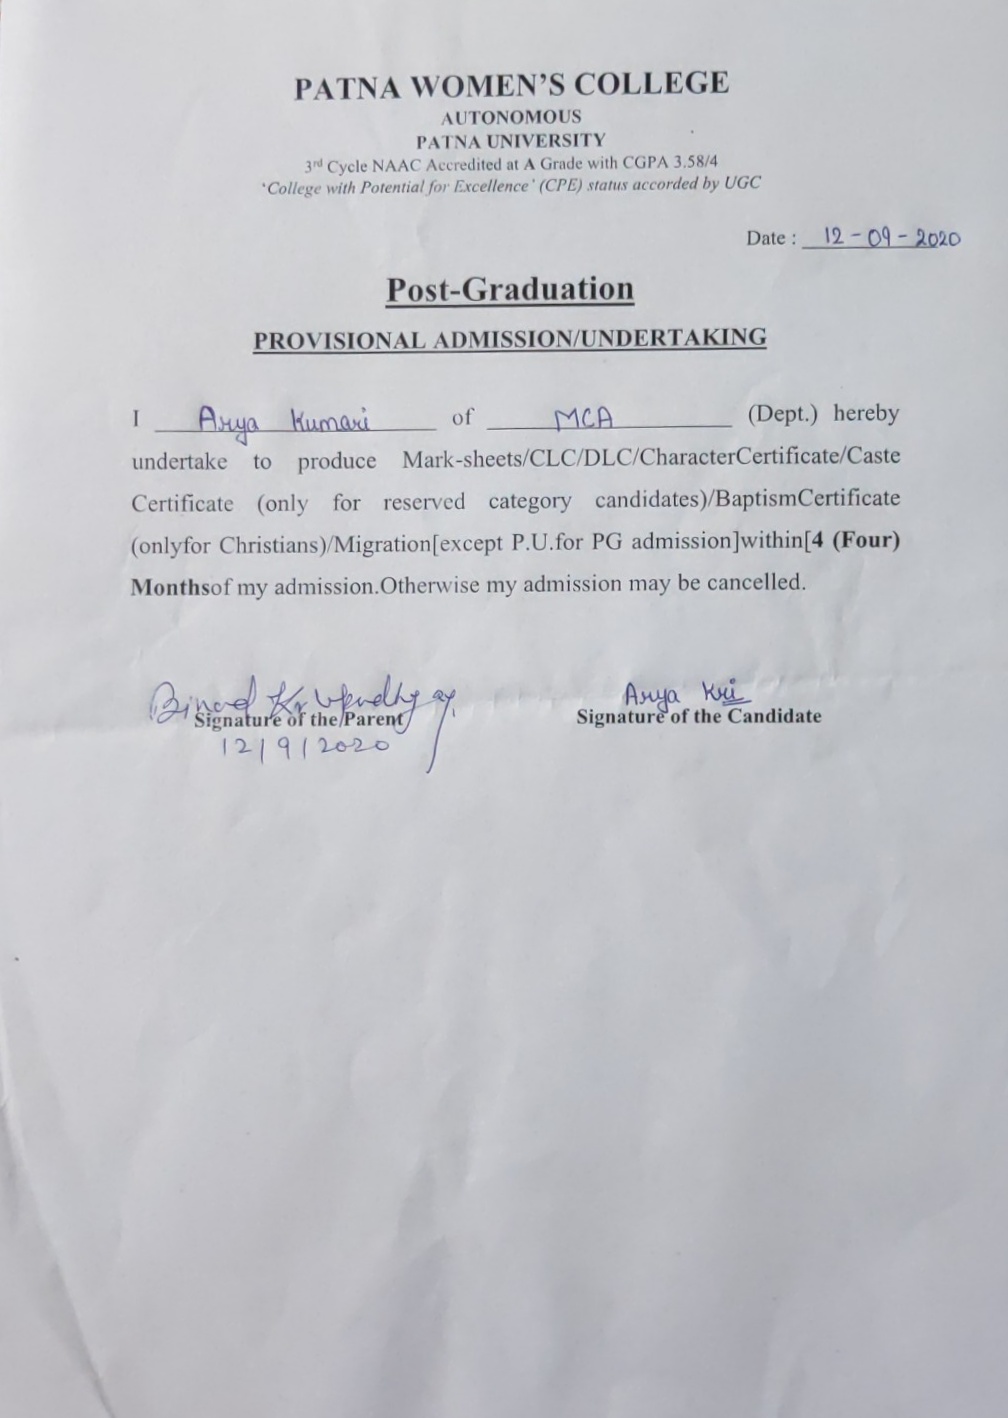 PATNA WOMEN'S COLLEGE
AUTONOMOUS
PATNA UNIVERSITY
3rd Cycle NAAC Accredited at A Grade with CGPA 3.58/4
'College with Potential for Excellence' (CPE) status accorded by UGC
Date : 12-09-2020
Post-Graduation
PROVISIONAL ADMISSION/UNDERTAKING
I Arya Kumari of MCA (Dept.) hereby
undertake to produce Mark-sheets/CLC/DLC/CharacterCertificate/Caste
Certificate (only for reserved category candidates)/BaptismCertificate
(onlyfor Christians)/Migration[except P.U.for PG admission]within[4 (Four)
Monthsof my admission.Otherwise my admission may be cancelled.
Binod Kr Upadhyay. Arya Kri
Signature of the Parent Signature of the Candidate
12/9/2020